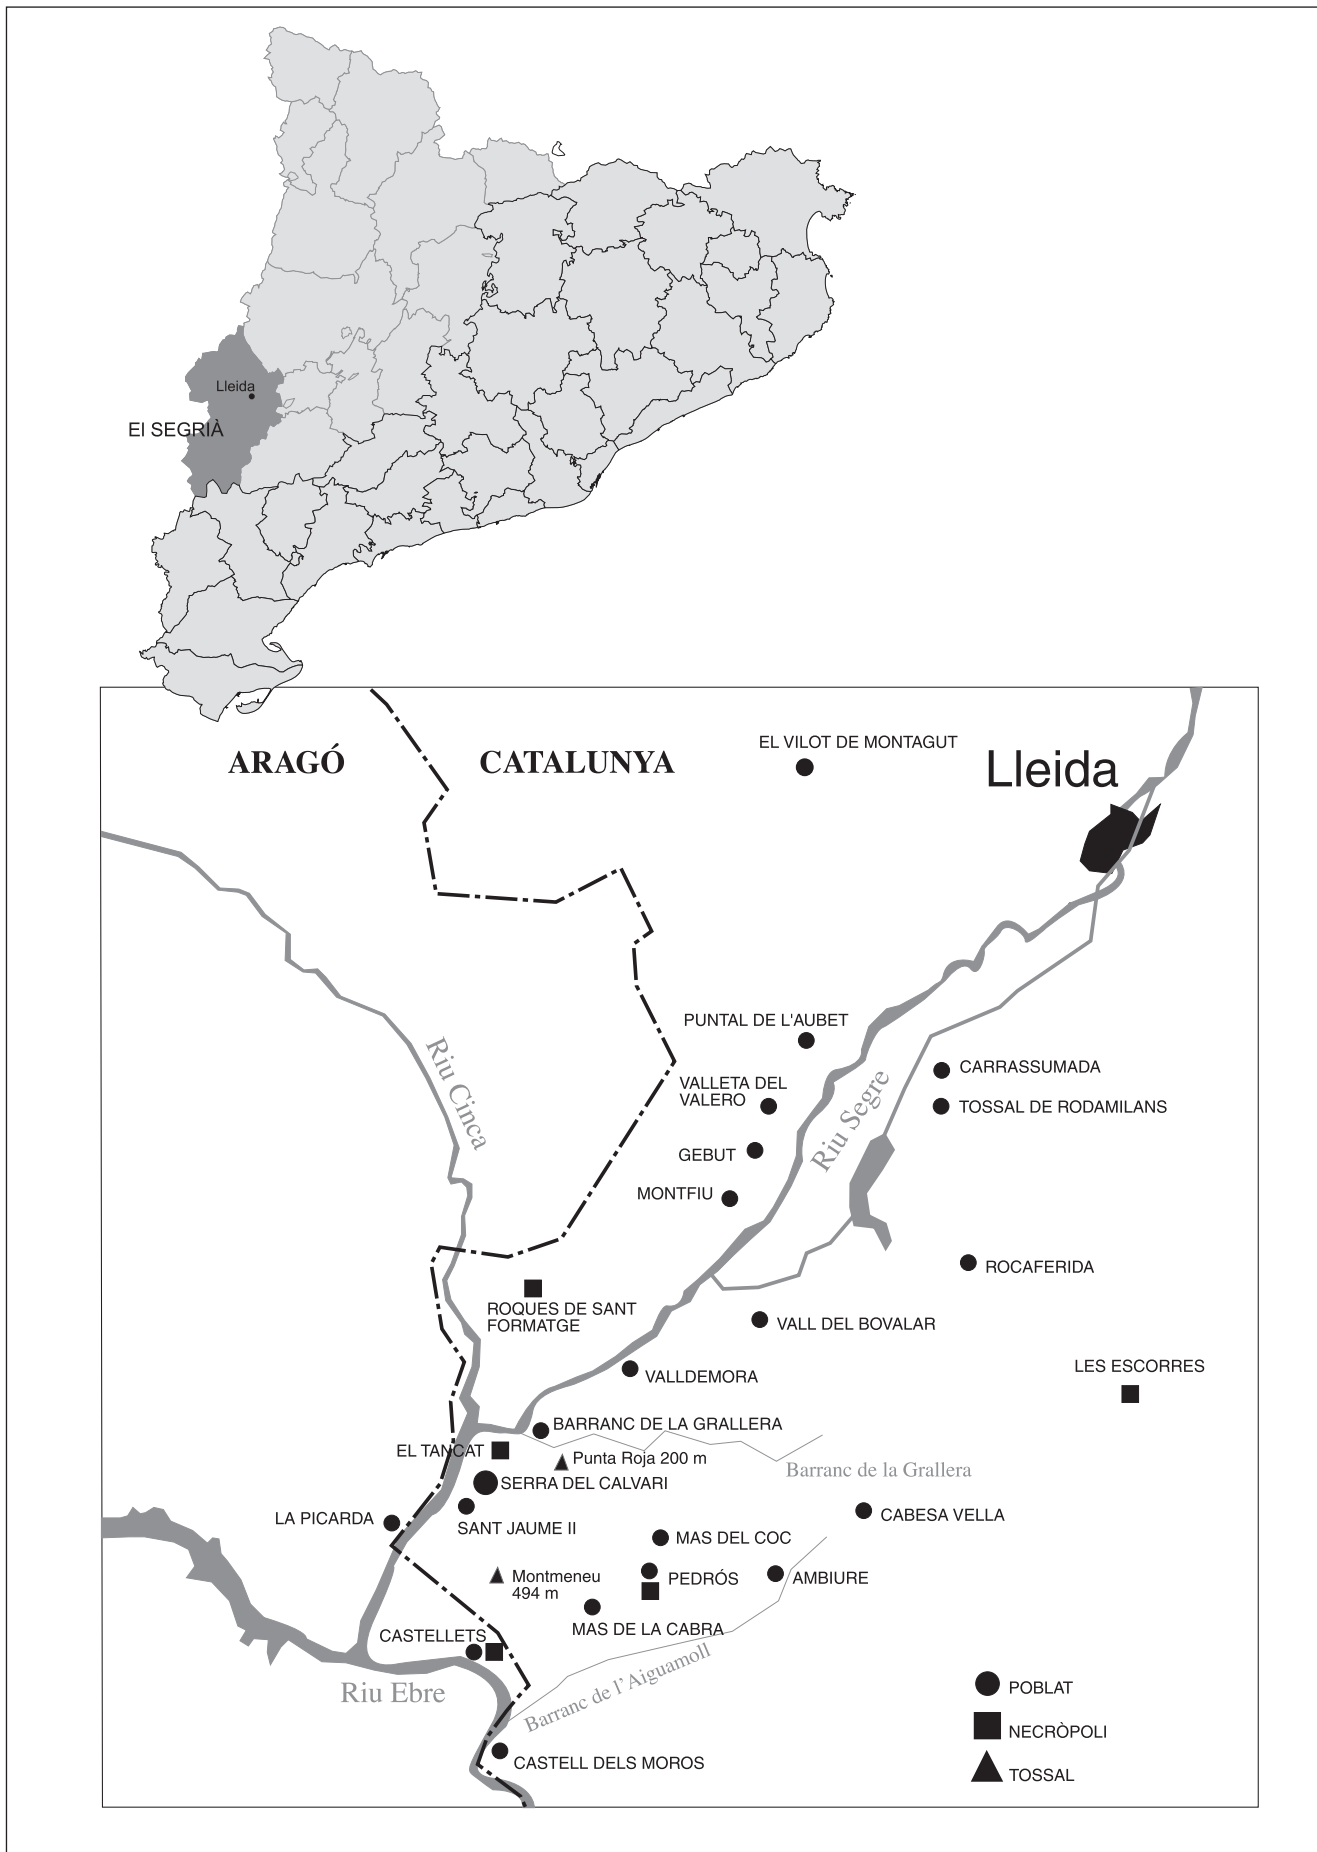 Lleida
El SEGRIÀ
ARAGÓ
CATALUNYA
EL VILOT DE MONTAGUT
Lleida
Riu Cinca
PUNTAL DE L'AUBET
CARRASSUMADA
VALLETA DEL
VALERO
TOSSAL DE RODAMILANS
Riu Segre
GEBUT
MONTFIU
ROCAFERIDA
ROQUES DE SANT
FORMATGE
VALL DEL BOVALAR
LES ESCORRES
VALLDEMORA
BARRANC DE LA GRALLERA
EL TANCAT
Punta Roja 200 m
Barranc de la Grallera
SERRA DEL CALVARI
LA PICARDA
SANT JAUME II
CABESA VELLA
MAS DEL COC
Montmeneu
494 m
PEDRÓS
AMBIURE
MAS DE LA CABRA
CASTELLETS
Riu Ebre
Barranc de l’Aiguamoll
CASTELL DELS MOROS
POBLAT
NECRÒPOLI
TOSSAL